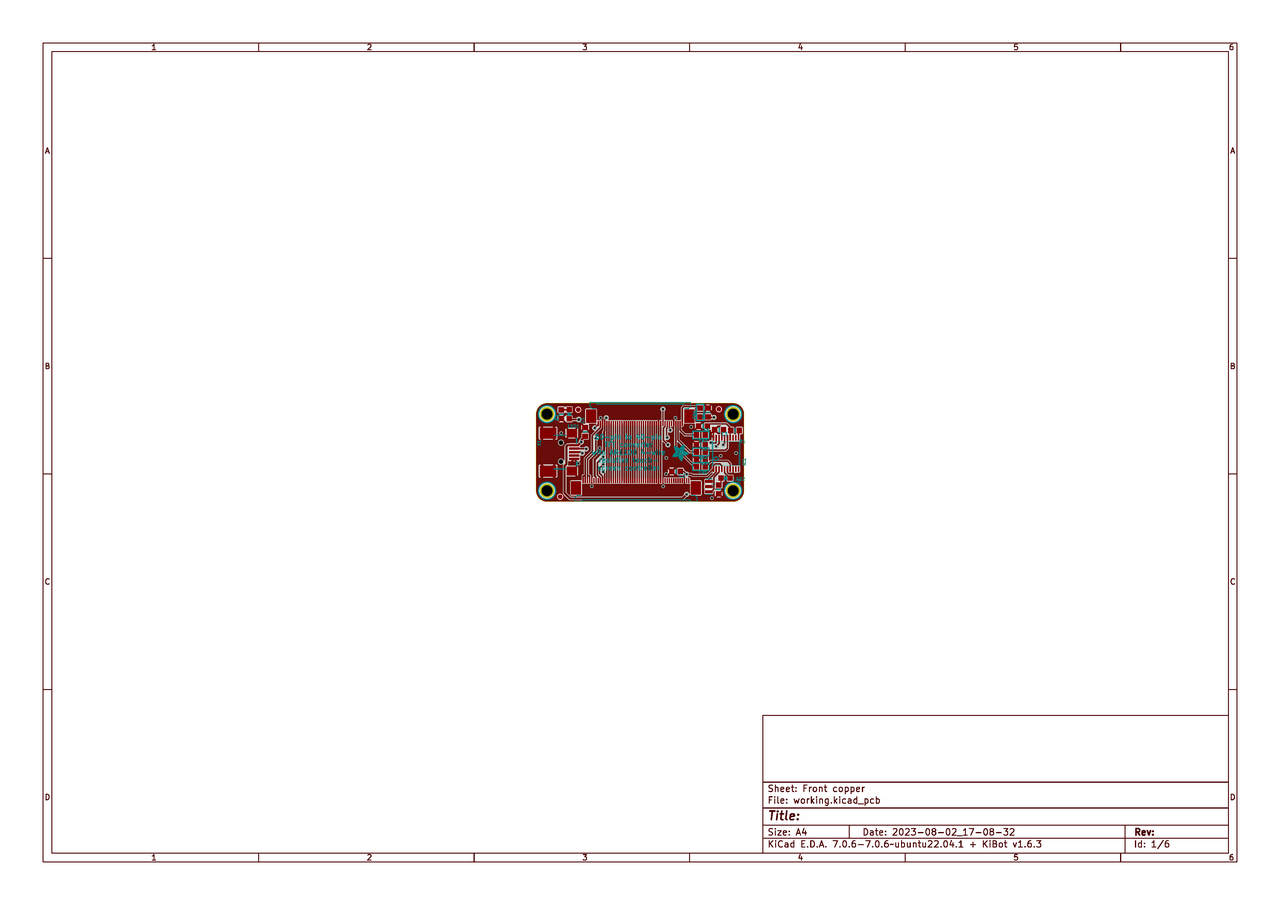 1 2 3 4 5 6
A A
B B
C C
D D
Sheet: Front copper
File: working.kicad_pcb
Title:
Size: A4 Date: 2023-08-02_17-08-32 Rev:
KiCad E.D.A. 7.0.6-7.0.6~ubuntu22.04.1 + KiBot v1.6.3 Id: 1/6
1 2 3 4 5 6